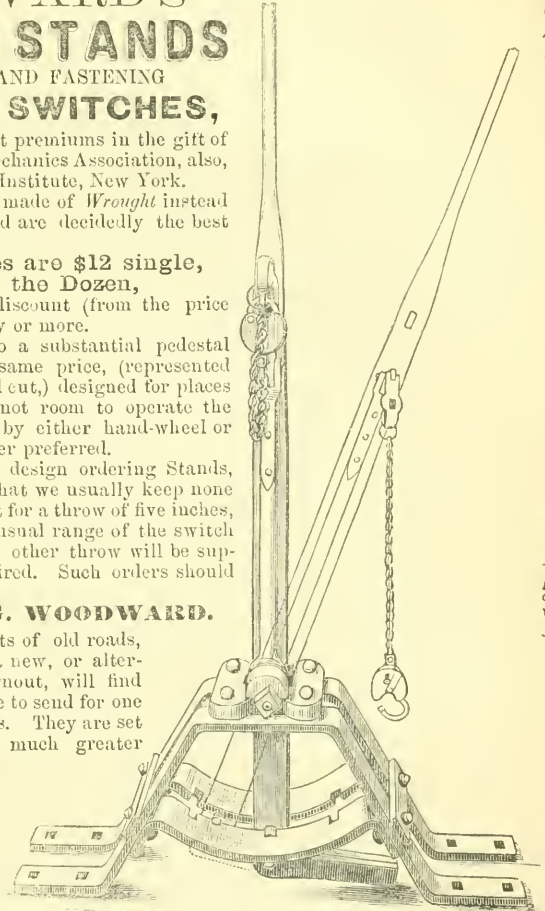 STANDS
AND FASTENING
SWITCHES,
t premiums in the gift of
chanics Association, also,
Institute, New York.
made of Wrought instead
d are decidedly the best
s are $12 single,
the Dozen,
discount (from the price
y or more.
o a substantial pedestal
same price, (represented
l cut,) designed for places
not room to operate the
by either hand-wheel or
er preferred.
design ordering Stands,
hat we usually keep none
t for a throw of five inches,
usual range of the switch
other throw will be sup-
ired. Such orders should
G. WOODWARD.
ts of old roads,
new, or alter-
nout, will find
e to send for one
s. They are set
much greater